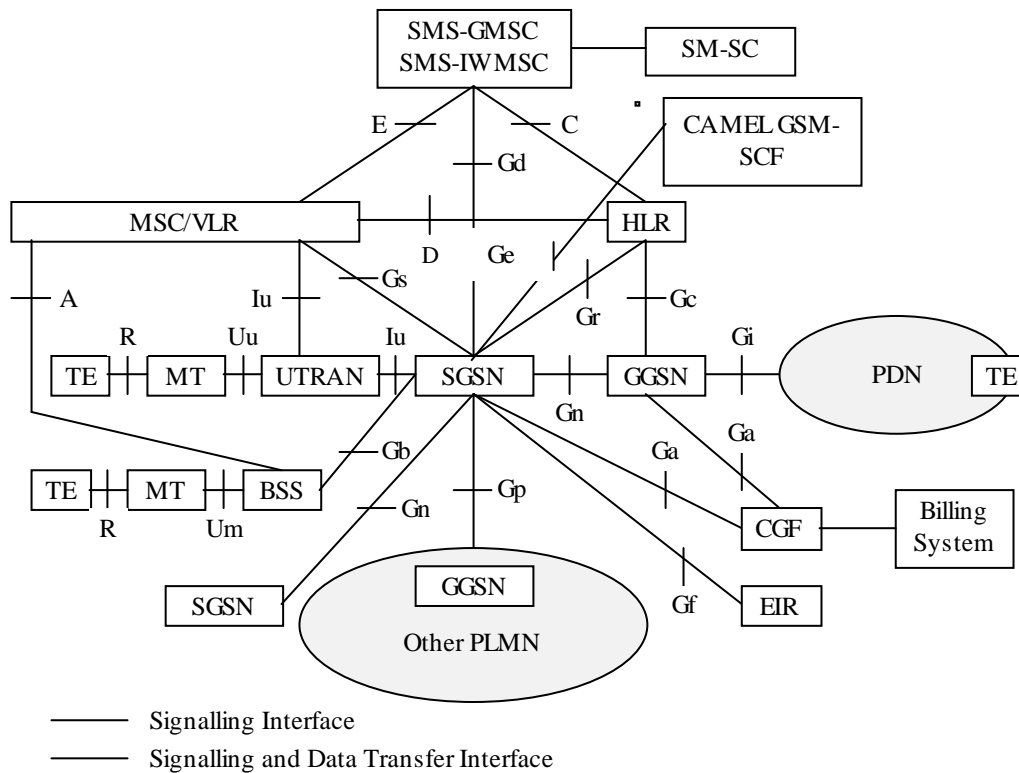 SMS-GMSC
SMS-IWMSC
SM-SC
E
C
CAMEL GSM-
SCF
Gd
MSC/VLR
HLR
D
Ge
A
Iu
Gs
Gr
Gc
R
Uu
Iu
Gi
TE
MT
UTRAN
SGSN
GGSN
PDN
TE
Gn
Ga
Ga
Gb
TE
MT
BSS
Gn
Gp
R
Um
CGF
Billing
System
SGSN
GGSN
Gf
EIR
Other PLMN
Signalling Interface
Signalling and Data Transfer Interface